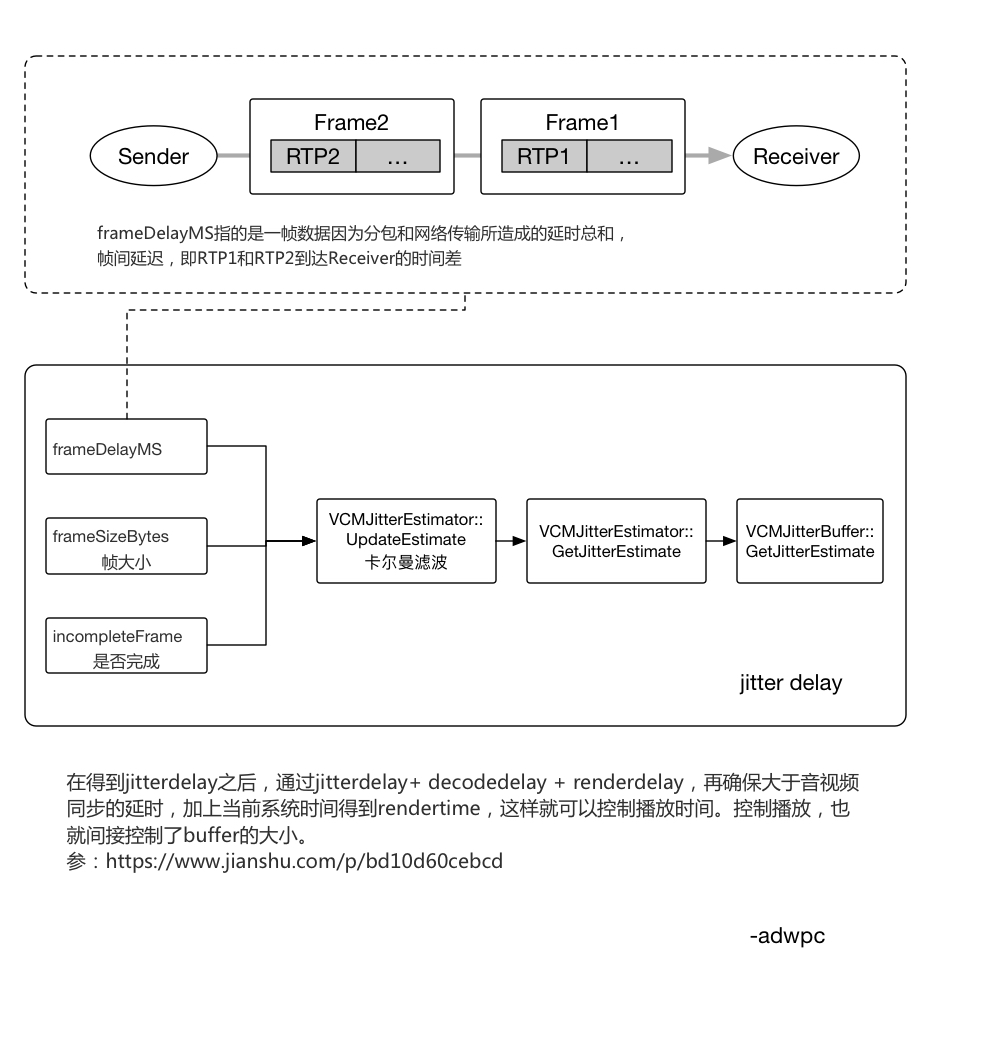 Frame2
Frame1
Sender
RTP2
...
RTP1
...
Receiver
frameDelayMS指的是一帧数据因为分包和网络传输所造成的延时总和，
帧间延迟，即RTP1和RTP2到达Receiver的时间差
frameDelayMS
frameSizeBytes
帧大小
incompleteFrame
是否完成
VCMJitterEstimator::
UpdateEstimate
卡尔曼滤波
VCMJitterEstimator::
GetJitterEstimate
VCMJitterBuffer::
GetJitterEstimate
jitter delay
在得到jitterdelay之后，通过jitterdelay+ decodedelay + renderdelay，再确保大于音视频
同步的延时，加上当前系统时间得到rendertime，这样就可以控制播放时间。控制播放，也
就间接控制了buffer的大小。
参：https://www.jianshu.com/p/bd10d60cebcd
-adwpc